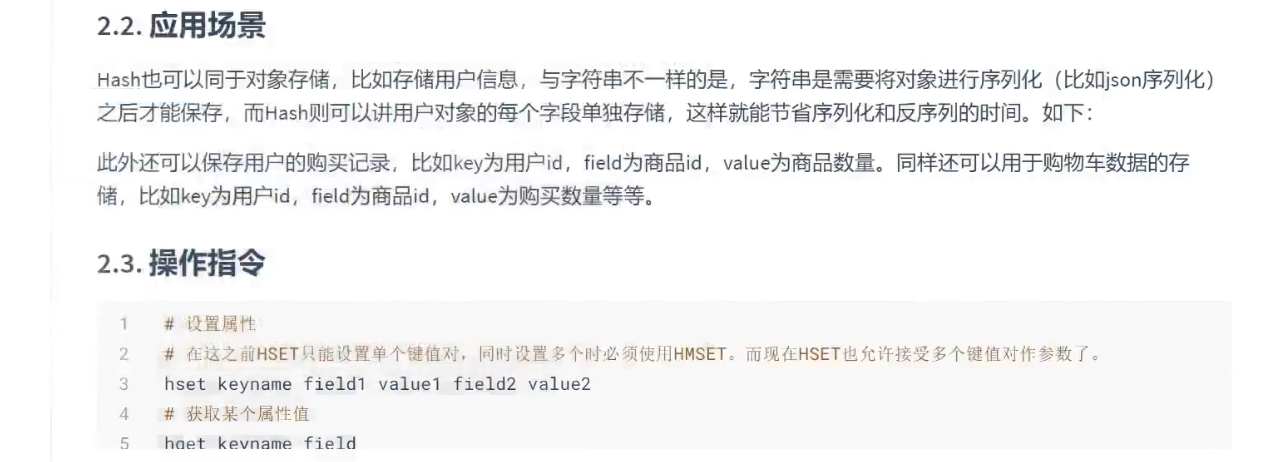 2.2. 应用场景
Hash也可以同于对象存储，比如存储用户信息，与字符串不一样的是，字符串是需要将对象进行序列化（比如json序列化）
之后才能保存，而Hash则可以讲用户对象的每个字段单独存储，这样就能节省序列化和反序列的时间。如下：
此外还可以保存用户的购买记录，比如key为用户id，field为商品id，value为商品数量。同样还可以用于购物车数据的存
储，比如key为用户id，field为商品id，value为购买数量等等。
2.3. 操作指令
1 # 设置属性
2 # 在这之前HSET只能设置单个键值对，同时设置多个时必须使用HMSET。而现在HSET也允许接受多个键值对作参数了。
3 hset keyname field1 value1 field2 value2
4 # 获取某个属性值
5 hget keyname field